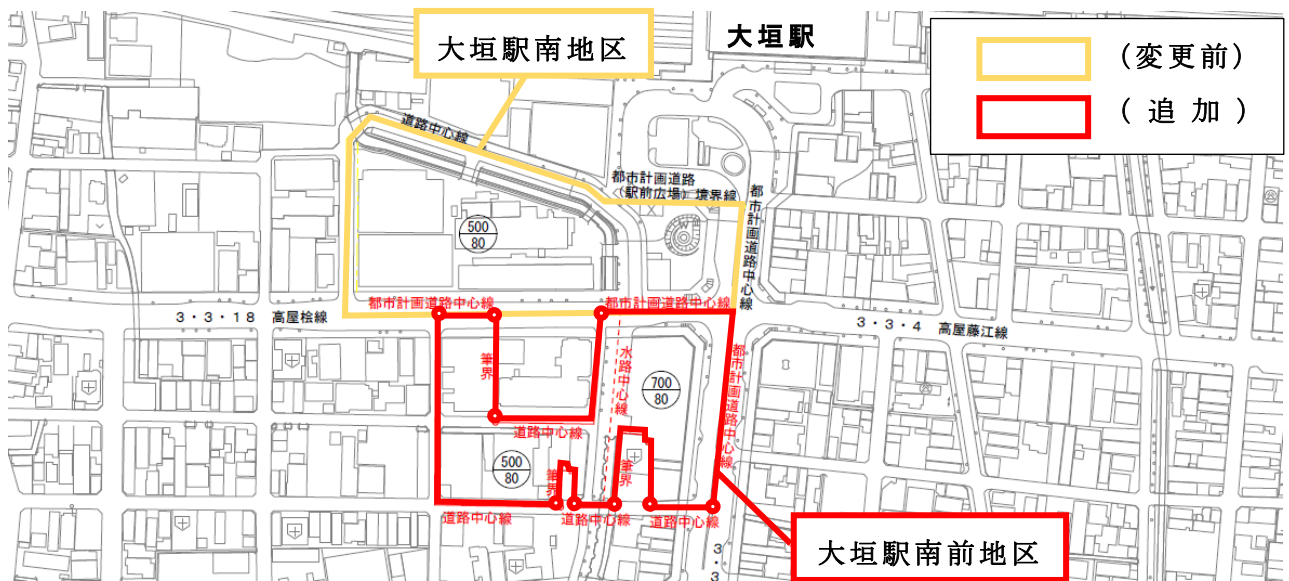 大垣駅南地区
大垣駅
(変更前)
(追加)
道路中心線
都市計画道路
(駅前広場)境界線
都市計画道路中心線
500
80
都市計画道路中心線
都市計画道路中心線
3・3・18 高屋桧線
3・3・4 高屋藤江線
筆界
水路中心線
都市計画道路中心線
700
80
道路中心線
500
80
筆界
筆界
道路中心線
道路中心線
道路中心線
大垣駅南前地区
3・3